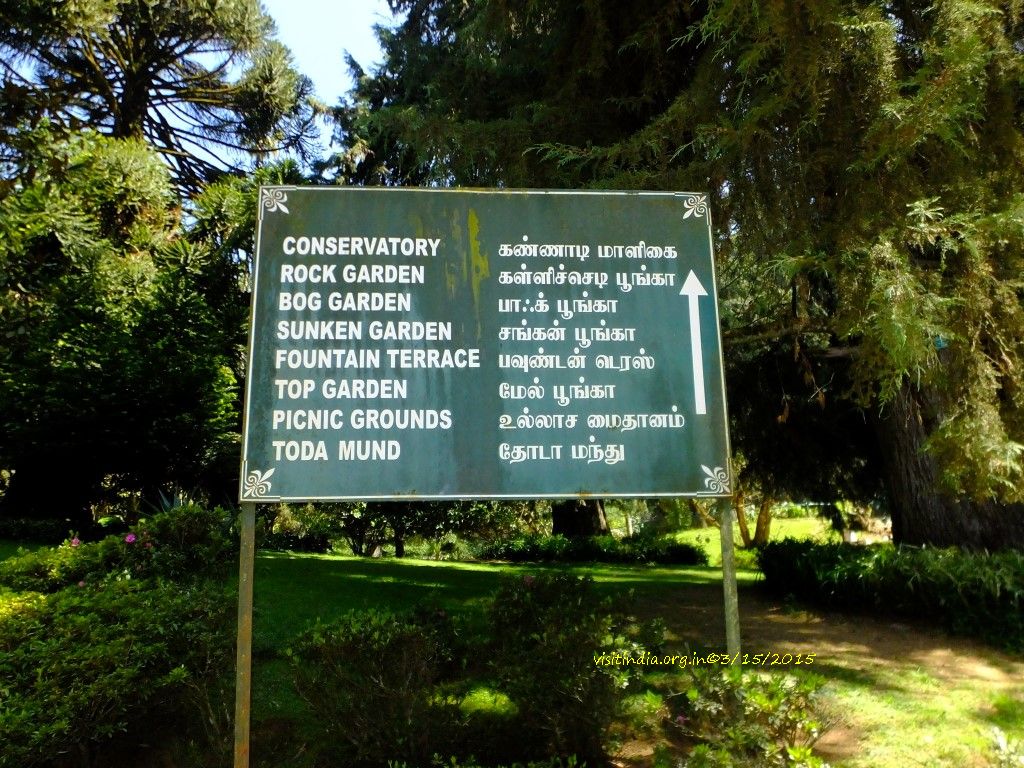 CONSERVATORY கண்ணாடி மாளிகை
ROCK GARDEN கள்ளிச்செடி பூங்கா
BOG GARDEN பாஃக் பூங்கா
SUNKEN GARDEN சங்கன் பூங்கா
FOUNTAIN TERRACE பவுண்டன் டெரஸ்
TOP GARDEN மேல் பூங்கா
PICNIC GROUNDS உல்லாச மைதானம்
TODA MUND தோடா மந்து
visitindia.org.in©3/15/2015